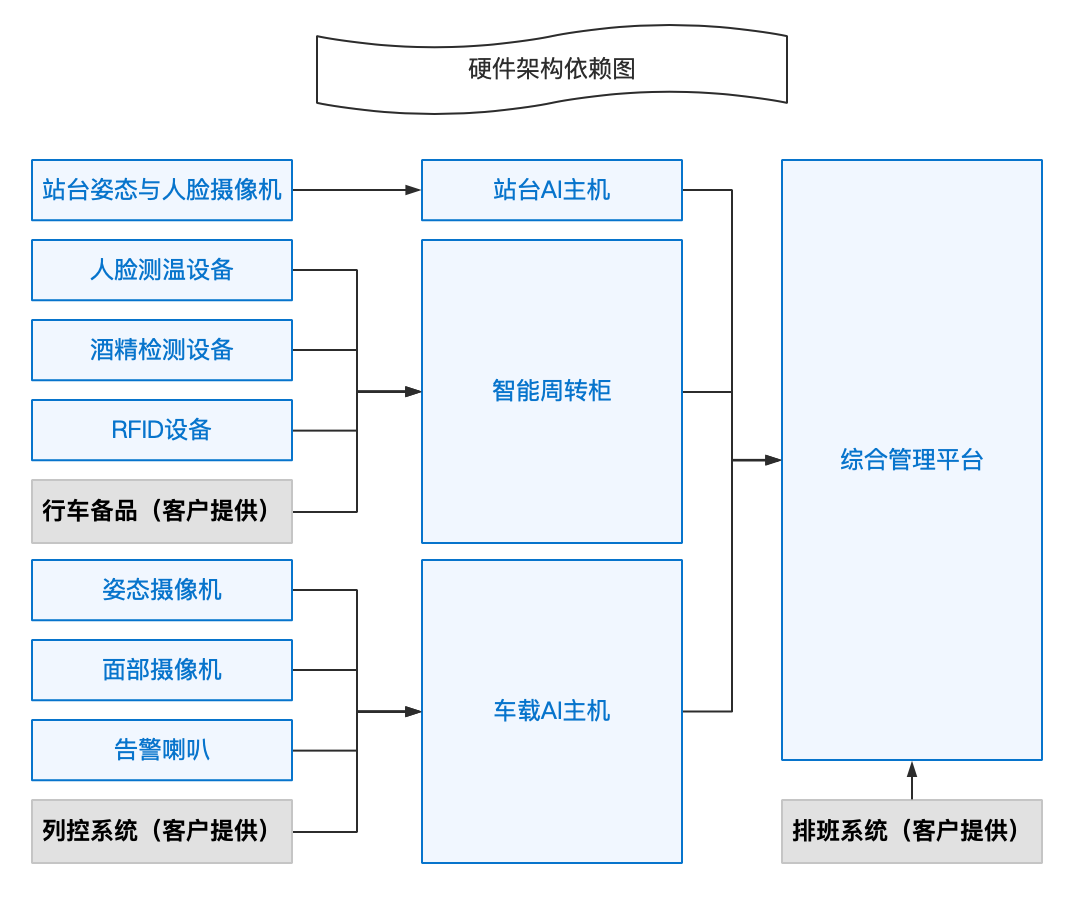 硬件架构依赖图
站台姿态与人脸摄像机
站台AI主机
人脸测温设备
酒精检测设备
RFID设备
行车备品（客户提供）
智能周转柜
姿态摄像机
面部摄像机
告警喇叭
列控系统（客户提供）
车载AI主机
综合管理平台
排班系统（客户提供）